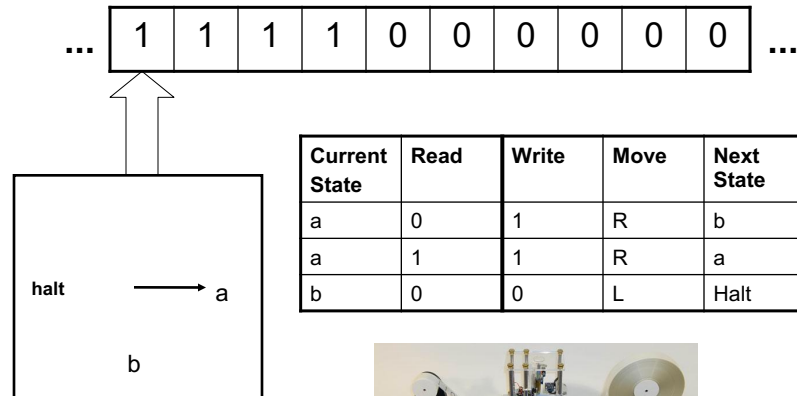 ... 1 1 1 1 0 0 0 0 0 0 ...
Current State Read Write Move Next State
a 0 1 R b
a 1 1 R a
b 0 0 L Halt
halt a
b